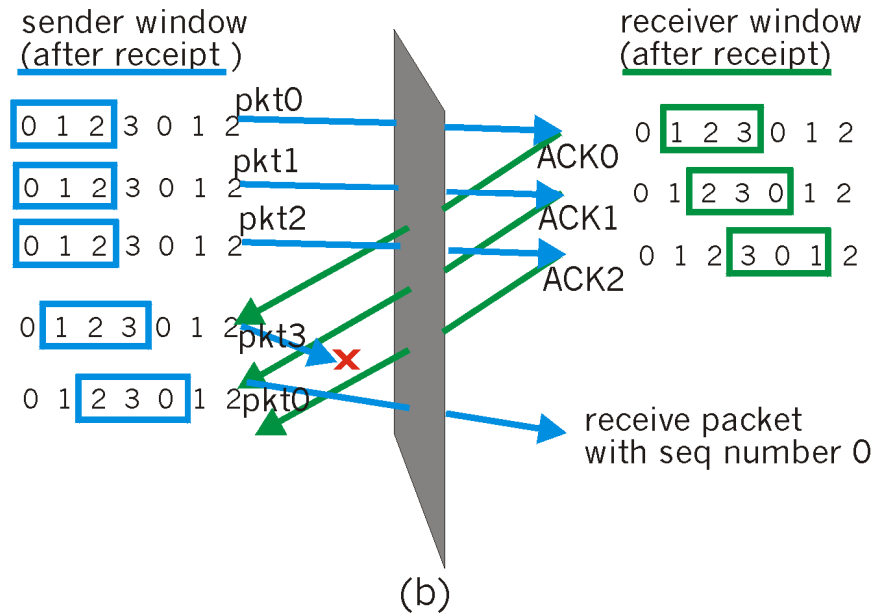 sender window
(after receipt )
receiver window
(after receipt)
0 1 2 3 0 1 2
pkt0
ACK0
0 1 2 3 0 1 2
0 1 2 3 0 1 2
pkt1
ACK1
0 1 2 3 0 1 2
0 1 2 3 0 1 2
pkt2
ACK2
0 1 2 3 0 1 2
0 1 2 3 0 1 2
pkt3
x
0 1 2 3 0 1 2
pkt0
receive packet
with seq number 0
(b)